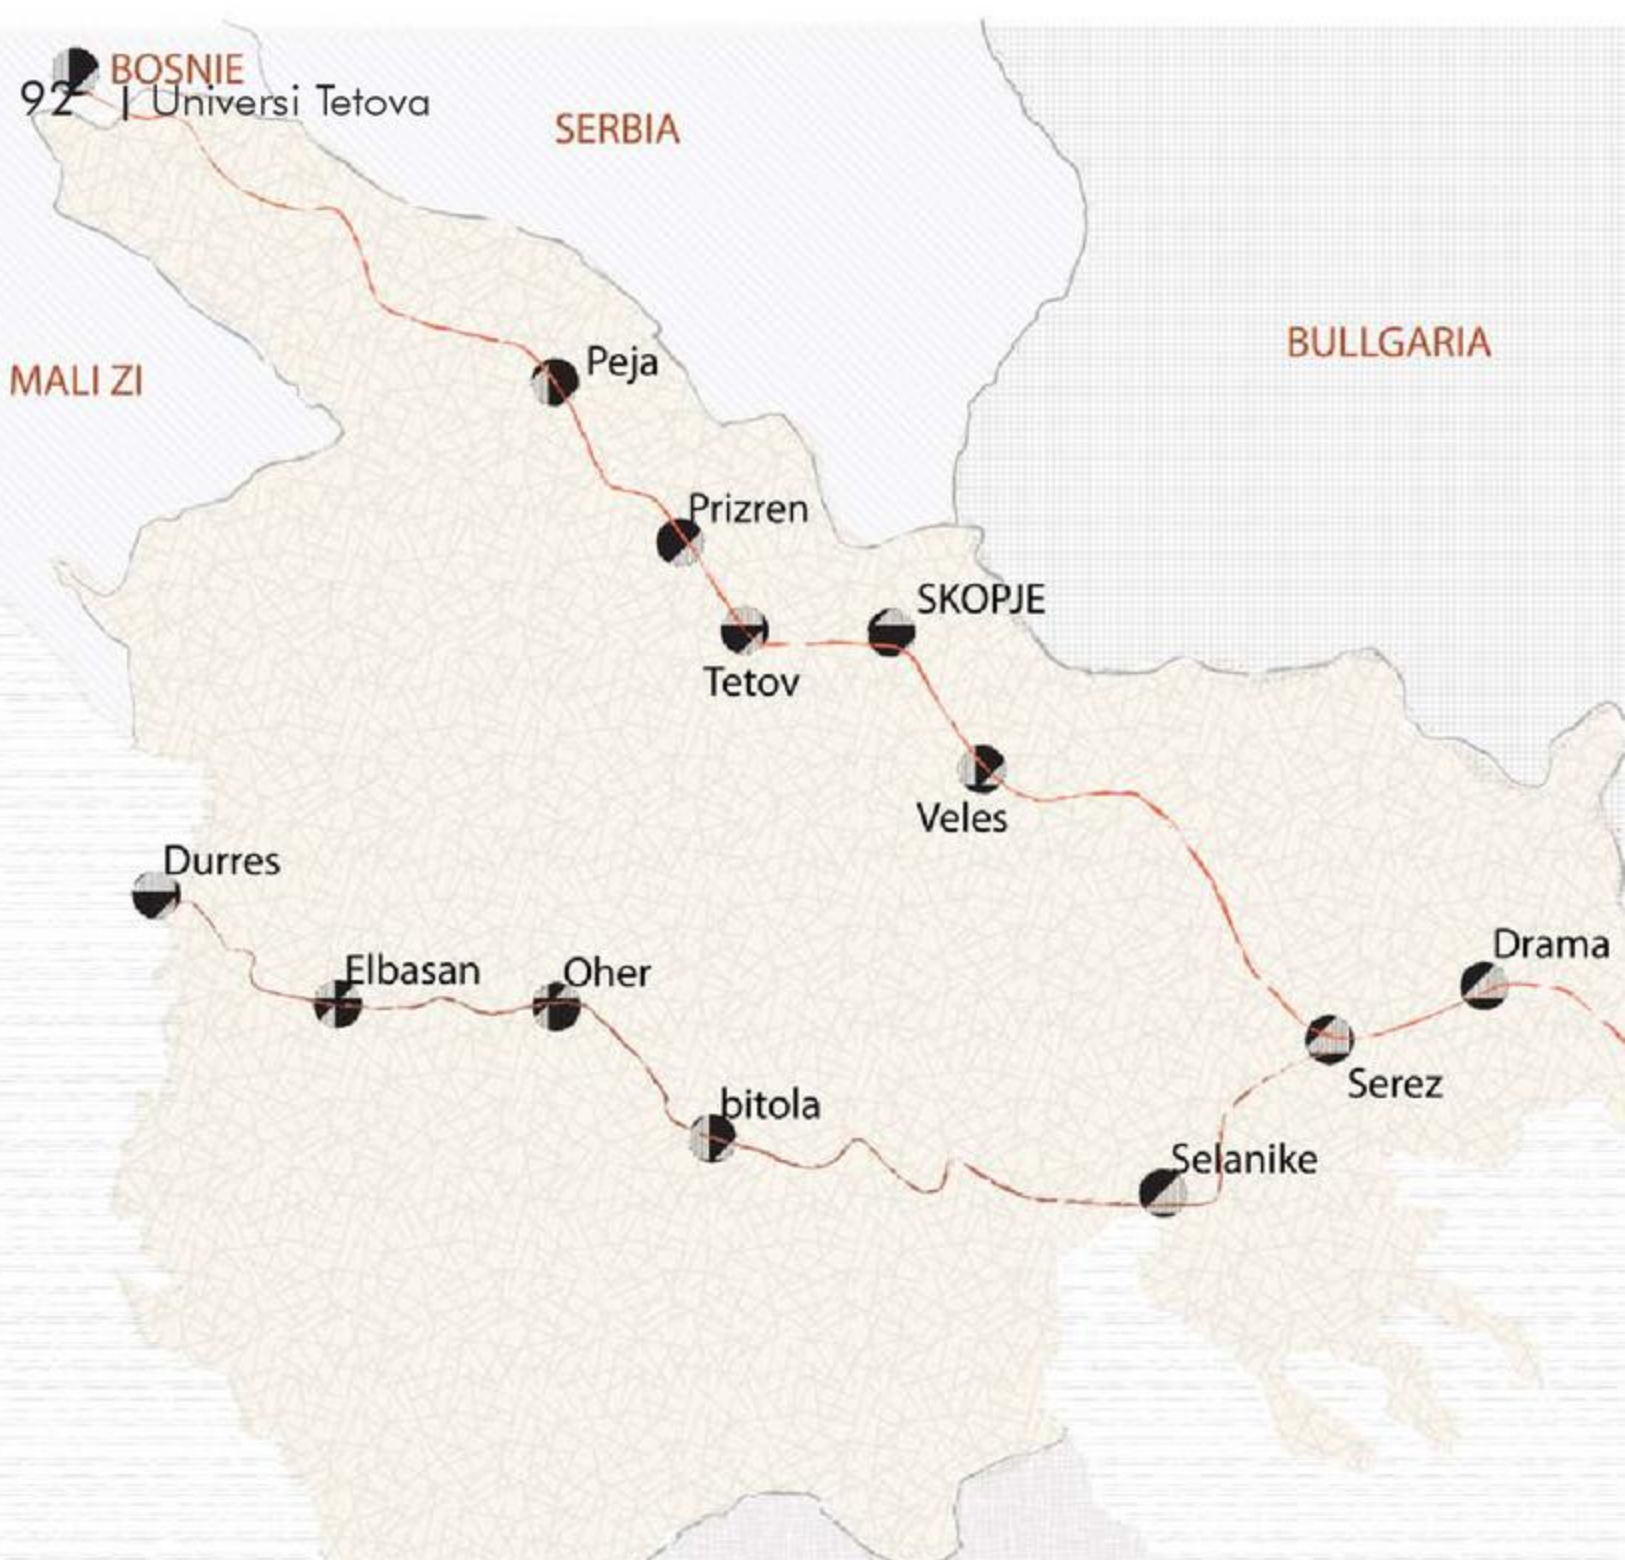 BOSNIE
92 | Universi Tetova
SERBIA
BULLGARIA
MALI ZI
Peja
Prizren
SKOPJE
Tetov
Veles
Durres
Elbasan
Oher
Drama
bitola
Serez
Selanike